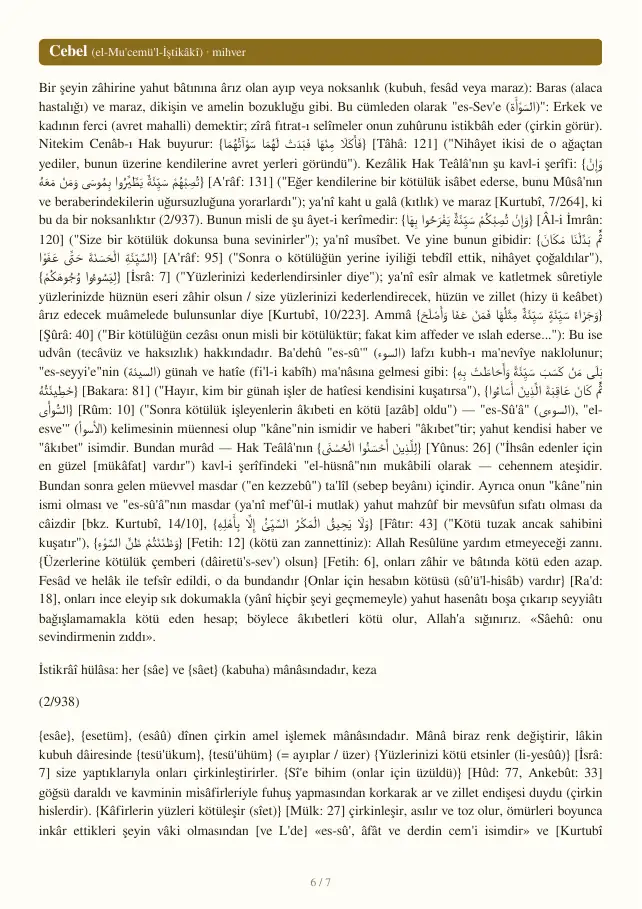 Cebel (el-Mu'cemü'l-İştikâkî) · mihver
Bir şeyin zâhirine yahut bâtınına ârız olan ayıp veya noksanlık (kubuh, fesâd veya maraz): Baras (alaca
hastalığı) ve maraz, dikişin ve amelin bozukluğu gibi. Bu cümleden olarak "es-Sev'e (السَوْأَة)": Erkek ve
kadının ferci (avret mahalli) demektir; zîrâ fıtrat-ı selîmeler onun zuhûrunu istikbâh eder (çirkin görür).
Nitekim Cenâb-ı Hak buyurur: {فَأَكَلَا مِنْهَا فَبَدَتْ لَهُمَا سَوْآتُهُمَا} [Tâhâ: 121] ("Nihâyet ikisi de o ağaçtan
yediler, bunun üzerine kendilerine avret yerleri göründü"). Kezâlik Hak Teâlâ'nın şu kavl-i şerîfi: {وَإِنْ
تُصِبْهُمْ سَيِّئَةٌ يَطَّيَّرُوا بِمُوسَى وَمَنْ مَعَهُ} [A'râf: 131] ("Eğer kendilerine bir kötülük isâbet ederse, bunu Mûsâ'nın
ve beraberindekilerin uğursuzluğuna yorarlardı"); ya'nî kaht u galâ (kıtlık) ve maraz [Kurtubî, 7/264], ki
bu da bir noksanlıktır (2/937). Bunun misli de şu âyet-i kerîmedir: {وَإِنْ تُصِبْكُمْ سَيِّئَةٌ يَفْرَحُوا بِهَا} [Âl-i İmrân:
120] ("Size bir kötülük dokunsa buna sevinirler"); ya'nî musîbet. Ve yine bunun gibidir: {ثُمَّ بَدَّلْنَا مَكَانَ
السَّيِّئَةِ الْحَسَنَةَ حَتَّى عَفَوْا} [A'râf: 95] ("Sonra o kötülüğün yerine iyiliği tebdîl ettik, nihâyet çoğaldılar"),
{لِيَسُوءُوا وُجُوهَكُمْ} [İsrâ: 7] ("Yüzlerinizi kederlendirsinler diye"); ya'nî esîr almak ve katletmek sûretiyle
yüzlerinizde hüznün eseri zâhir olsun / size yüzlerinizi kederlendirecek, hüzün ve zillet (hizy ü keâbet)
ârız edecek muâmelede bulunsunlar diye [Kurtubî, 10/223]. Ammâ {وَجَزَاءُ سَيِّئَةٍ سَيِّئَةٌ مِثْلُهَا فَمَنْ عَفَا وَأَصْلَحَ}
[Şûrâ: 40] ("Bir kötülüğün cezâsı onun misli bir kötülüktür; fakat kim affeder ve ıslah ederse..."): Bu ise
udvân (tecâvüz ve haksızlık) hakkındadır. Ba'dehû "es-sû'" (السوء) lafzı kubh-ı ma'nevîye naklolunur;
"es-seyyi'e"nin (السيئة) günah ve hatîe (fi'l-i kabîh) ma'nâsına gelmesi gibi: {بَلَى مَنْ كَسَبَ سَيِّئَةً وَأَحَاطَتْ بِهِ
خَطِيئَتُهُ} [Bakara: 81] ("Hayır, kim bir günah işler de hatîesi kendisini kuşatırsa"), {ثُمَّ كَانَ عَاقِبَةَ الَّذِينَ أَسَاءُوا
السُّوأَى} [Rûm: 10] ("Sonra kötülük işleyenlerin âkıbeti en kötü [azâb] oldu") — "es-Sû'â" (السوءى), "el-
esve'" (الأسوأ) kelimesinin müennesi olup "kâne"nin ismidir ve haberi "âkıbet"tir; yahut kendisi haber ve
"âkıbet" isimdir. Bundan murâd — Hak Teâlâ'nın {لِلَّذِينَ أَحْسَنُوا الْحُسْنَى} [Yûnus: 26] ("İhsân edenler için
en güzel [mükâfat] vardır") kavl-i şerîfindeki "el-hüsnâ"nın mukâbili olarak — cehennem ateşidir.
Bundan sonra gelen müevvel masdar ("en kezzebû") ta'lîl (sebep beyânı) içindir. Ayrıca onun "kâne"nin
ismi olması ve "es-sû'â"nın masdar (ya'nî mef'ûl-i mutlak) yahut mahzûf bir mevsûfun sıfatı olması da
câizdir [bkz. Kurtubî, 14/10], {وَلَا يَحِيقُ الْمَكْرُ السَّيِّئُ إِلَّا بِأَهْلِهِ} [Fâtır: 43] ("Kötü tuzak ancak sahibini
kuşatır"), {وَظَنَنْتُمْ ظَنَّ السَّوْءِ} [Fetih: 12] (kötü zan zannettiniz): Allah Resûlüne yardım etmeyeceği zannı.
{Üzerlerine kötülük çemberi (dâiretü's-sev') olsun} [Fetih: 6], onları zâhir ve bâtında kötü eden azap.
Fesâd ve helâk ile tefsîr edildi, o da bundandır {Onlar için hesabın kötüsü (sû'ü'l-hisâb) vardır} [Ra'd:
18], onları ince eleyip sık dokumakla (yânî hiçbir şeyi geçmemeyle) yahut hasenâtı boşa çıkarıp seyyiâtı
bağışlamamakla kötü eden hesap; böylece âkıbetleri kötü olur, Allah'a sığınırız. «Sâehû: onu
sevindirmenin zıddı».
İstikrâî hülâsa: her {sâe} ve {sâet} (kabuha) mânâsındadır, keza
(2/938)
{esâe}, {esetüm}, (esaû) dînen çirkin amel işlemek mânâsındadır. Mânâ biraz renk değiştirir, lâkin
kubuh dâiresinde {tesü'ükum}, {tesü'ühüm} (= ayıplar / üzer) {Yüzlerinizi kötü etsinler (li-yesûû)} [İsrâ:
7] size yaptıklarıyla onları çirkinleştirirler. {Sî'e bihim (onlar için üzüldü)} [Hûd: 77, Ankebût: 33]
göğsü daraldı ve kavminin misâfirleriyle fuhuş yapmasından korkarak ar ve zillet endişesi duydu (çirkin
hislerdir). {Kâfirlerin yüzleri kötüleşir (sîet)} [Mülk: 27] çirkinleşir, asılır ve toz olur, ömürleri boyunca
inkâr ettikleri şeyin vâki olmasından [ve L'de] «es-sû', âfât ve derdin cem'i isimdir» ve [Kurtubî
6 / 7